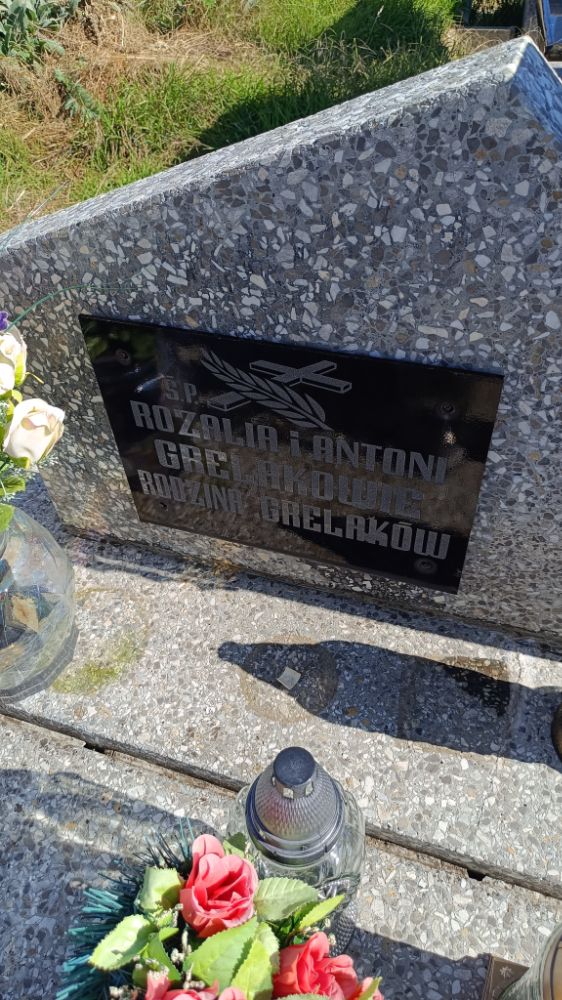 Ś.P.
ROZALIA i ANTONI
GRELAKOWIE
RODZINA GRELAKÓW